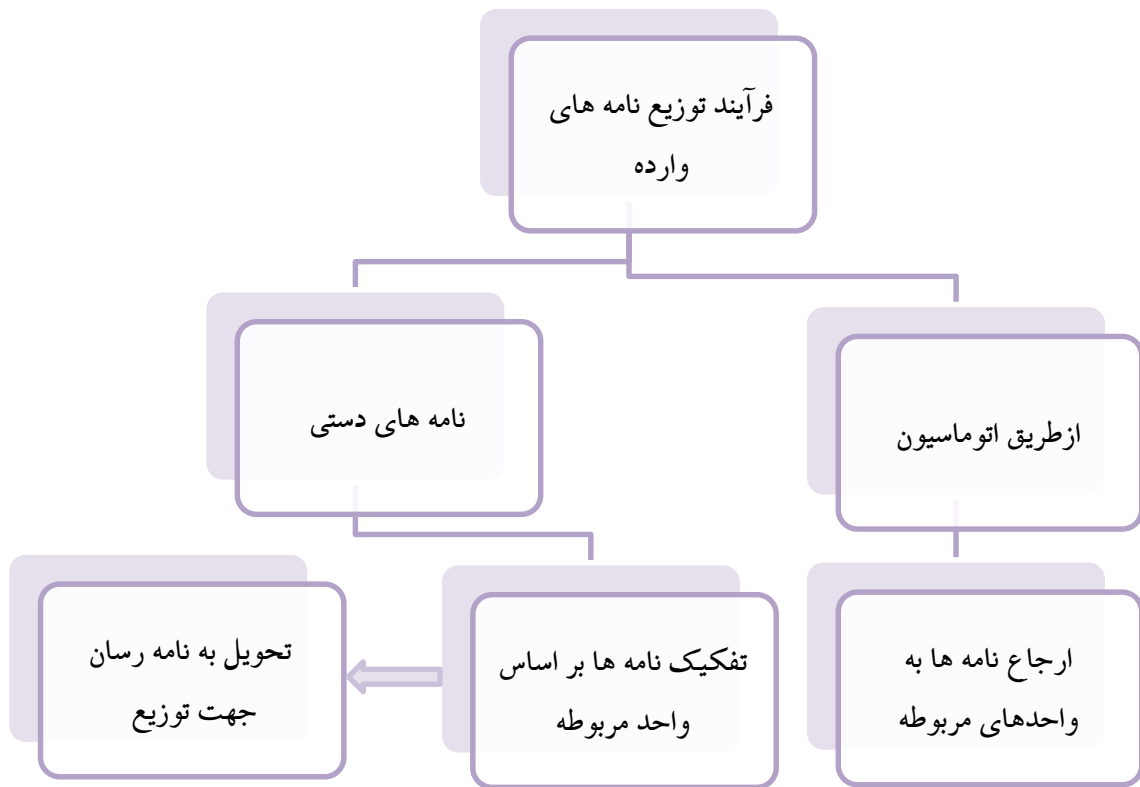 فرآیند توزیع نامه های
وارده
ازطریق اتوماسیون
نامه های دستی
ارجاع نامه ها به
واحدهای مربوطه
تفکیک نامه ها بر اساس
واحد مربوطه
تحویل به نامه رسان
جهت توزیع